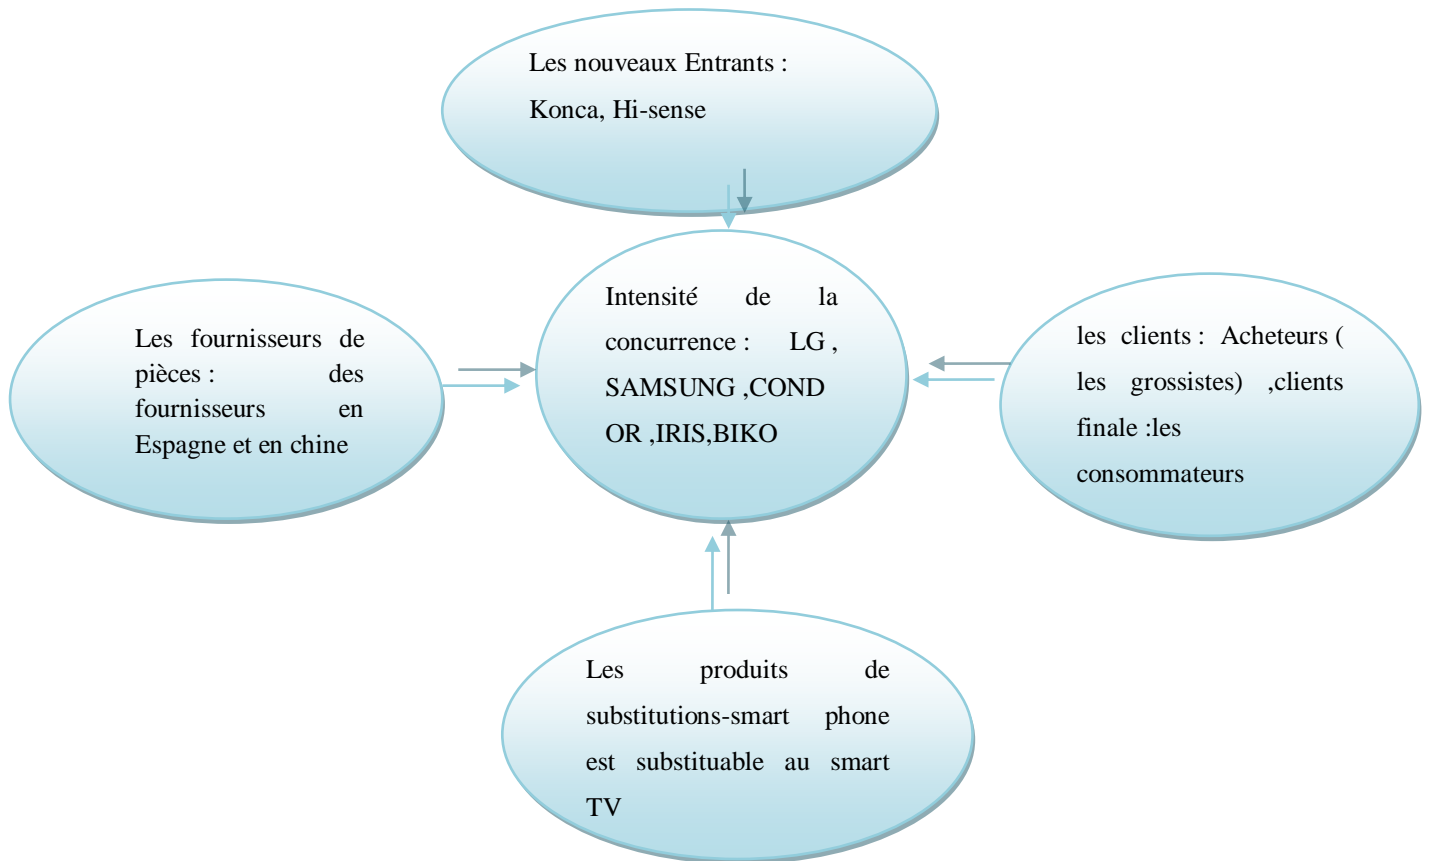 Les nouveaux Entrants :
Konca, Hi-sense
Intensité de la
concurrence : LG ,
SAMSUNG ,COND
OR ,IRIS,BIKO
Les fournisseurs de
pièces : des
fournisseurs en
Espagne et en chine
les clients : Acheteurs (
les grossistes) ,clients
finale :les
consommateurs
Les produits de
substitutions-smart phone
est substituable au smart
TV